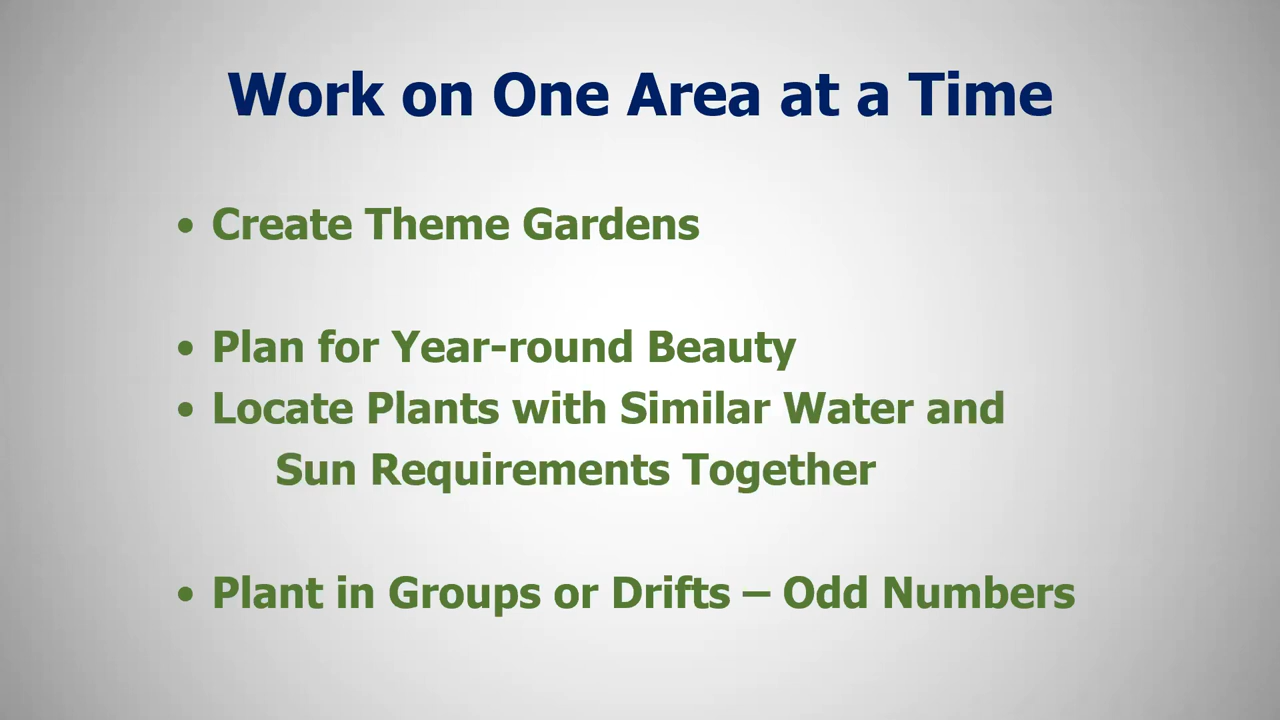 Work on One Area at a Time
• Create Theme Gardens
• Plan for Year-round Beauty
• Locate Plants with Similar Water and
Sun Requirements Together
• Plant in Groups or Drifts – Odd Numbers